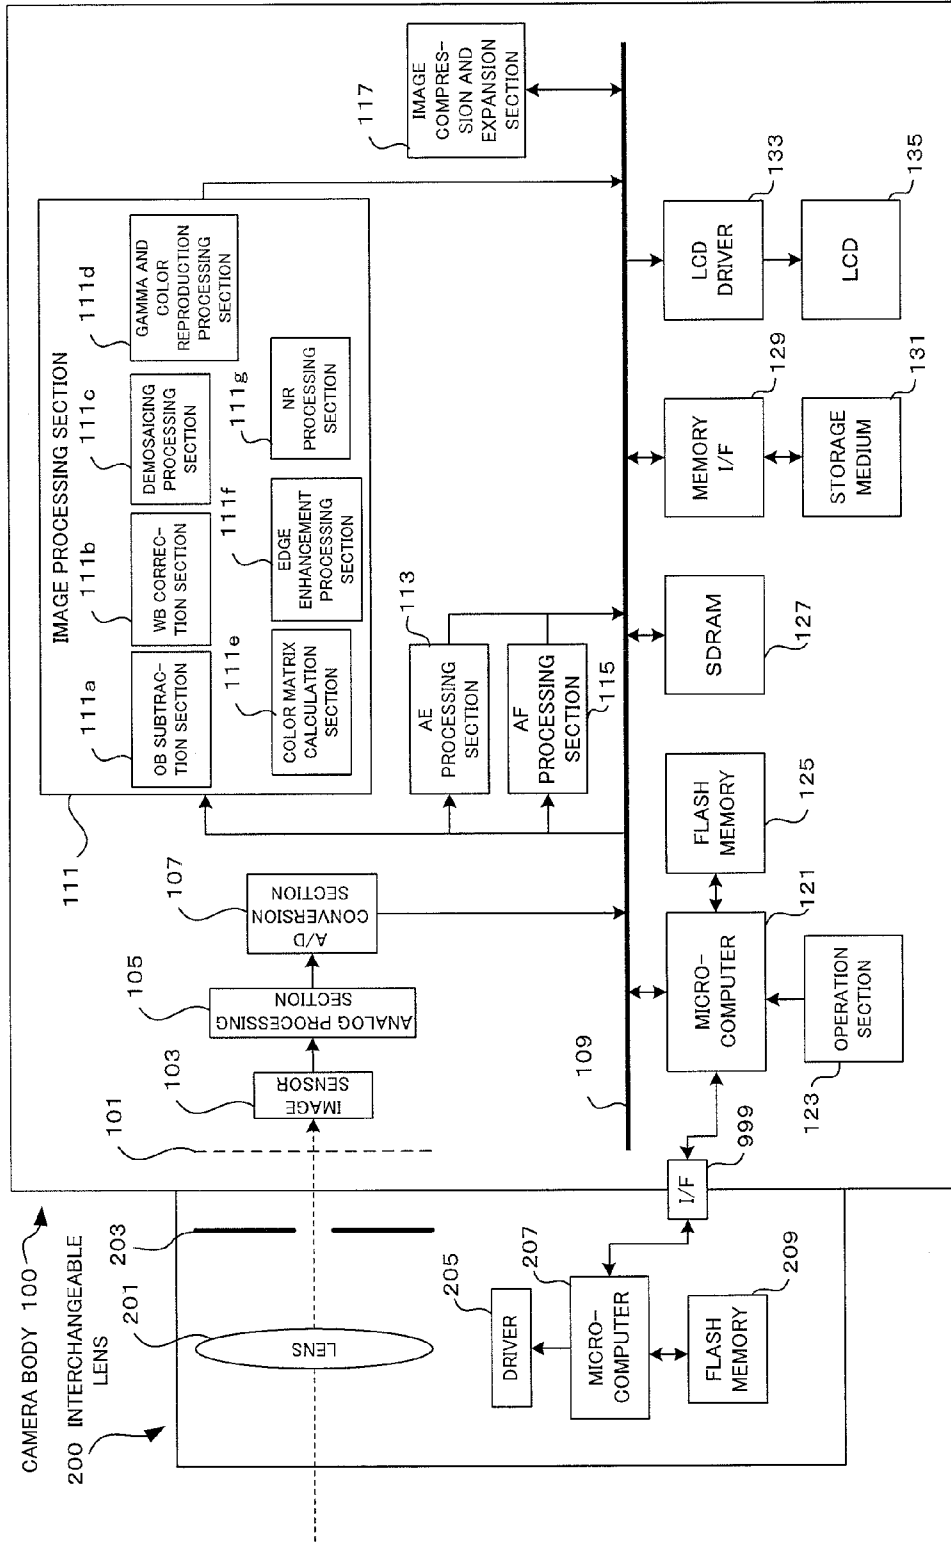 CAMERA BODY 100
200 INTERCHANGEABLE
LENS
201
LENS
203
205
DRIVER
207
MICRO-
COMPUTER
209
FLASH
MEMORY
I/F
999
101
103
IMAGE
SENSOR
105
ANALOG PROCESSING
SECTION
107
A/D
CONVERSION
SECTION
109
111
IMAGE PROCESSING SECTION
111a
OB SUBTRAC-
TION SECTION
111b
WB CORREC-
TION SECTION
111c
DEMOSAICING
PROCESSING
SECTION
111d
GAMMA AND
COLOR
REPRODUCTION
PROCESSING
SECTION
111e
COLOR MATRIX
CALCULATION
SECTION
111f
EDGE
ENHANCEMENT
PROCESSING
SECTION
111g
NR
PROCESSING
SECTION
113
AE
PROCESSING
SECTION
AF
PROCESSING
SECTION
115
117
IMAGE
COMPRES-
SION AND
EXPANSION
SECTION
MICRO-
COMPUTER
121
OPERATION
SECTION
123
FLASH
MEMORY
125
SDRAM
127
MEMORY
I/F
129
STORAGE
MEDIUM
131
LCD
DRIVER
133
LCD
135